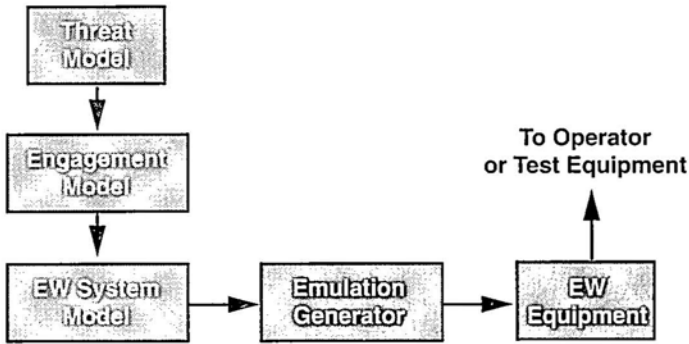 Threat
Model
Engagement
Model
To Operator
or Test Equipment
EW System
Model
Emulation
Generator
EW
Equipment